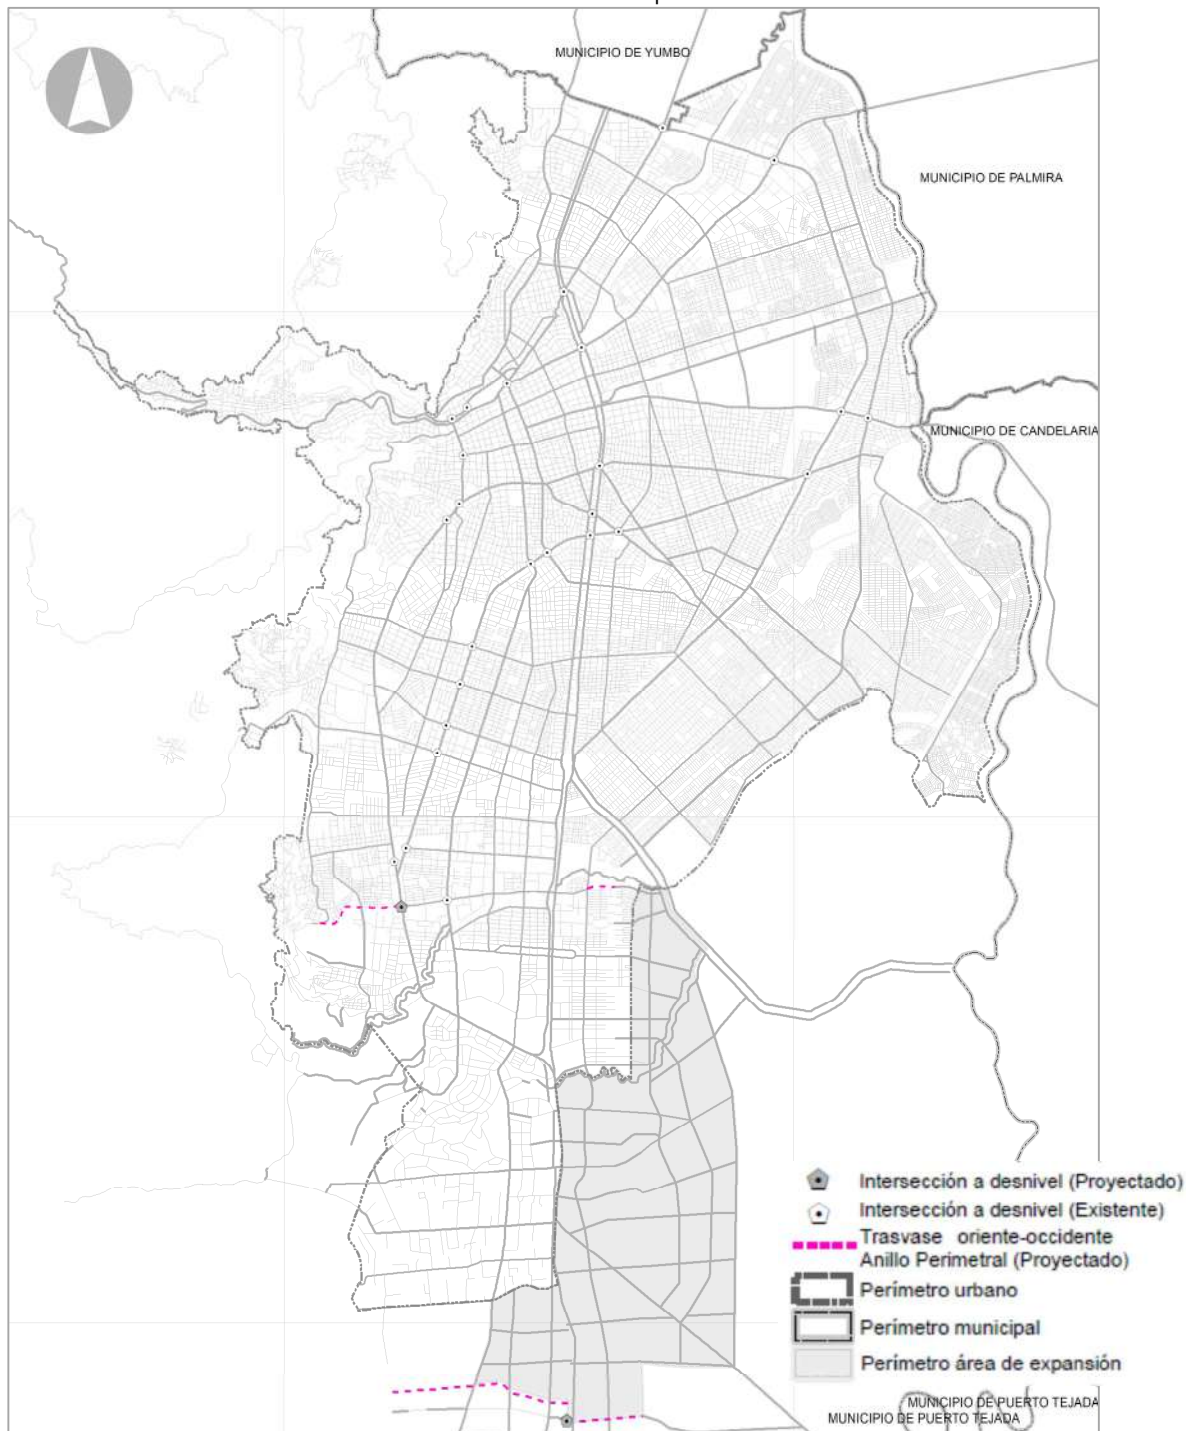 MUNICIPIO DE YUMBO
MUNICIPIO DE PALMIRA
MUNICIPIO DE CANDELARIA
Intersección a desnivel (Proyectado)
Intersección a desnivel (Existente)
Trasvase oriente-occidente
Anillo Perimetral (Proyectado)
Perímetro urbano
Perímetro municipal
Perímetro área de expansión
MUNICIPIO DE PUERTO TEJADA
MUNICIPIO DE PUERTO TEJADA